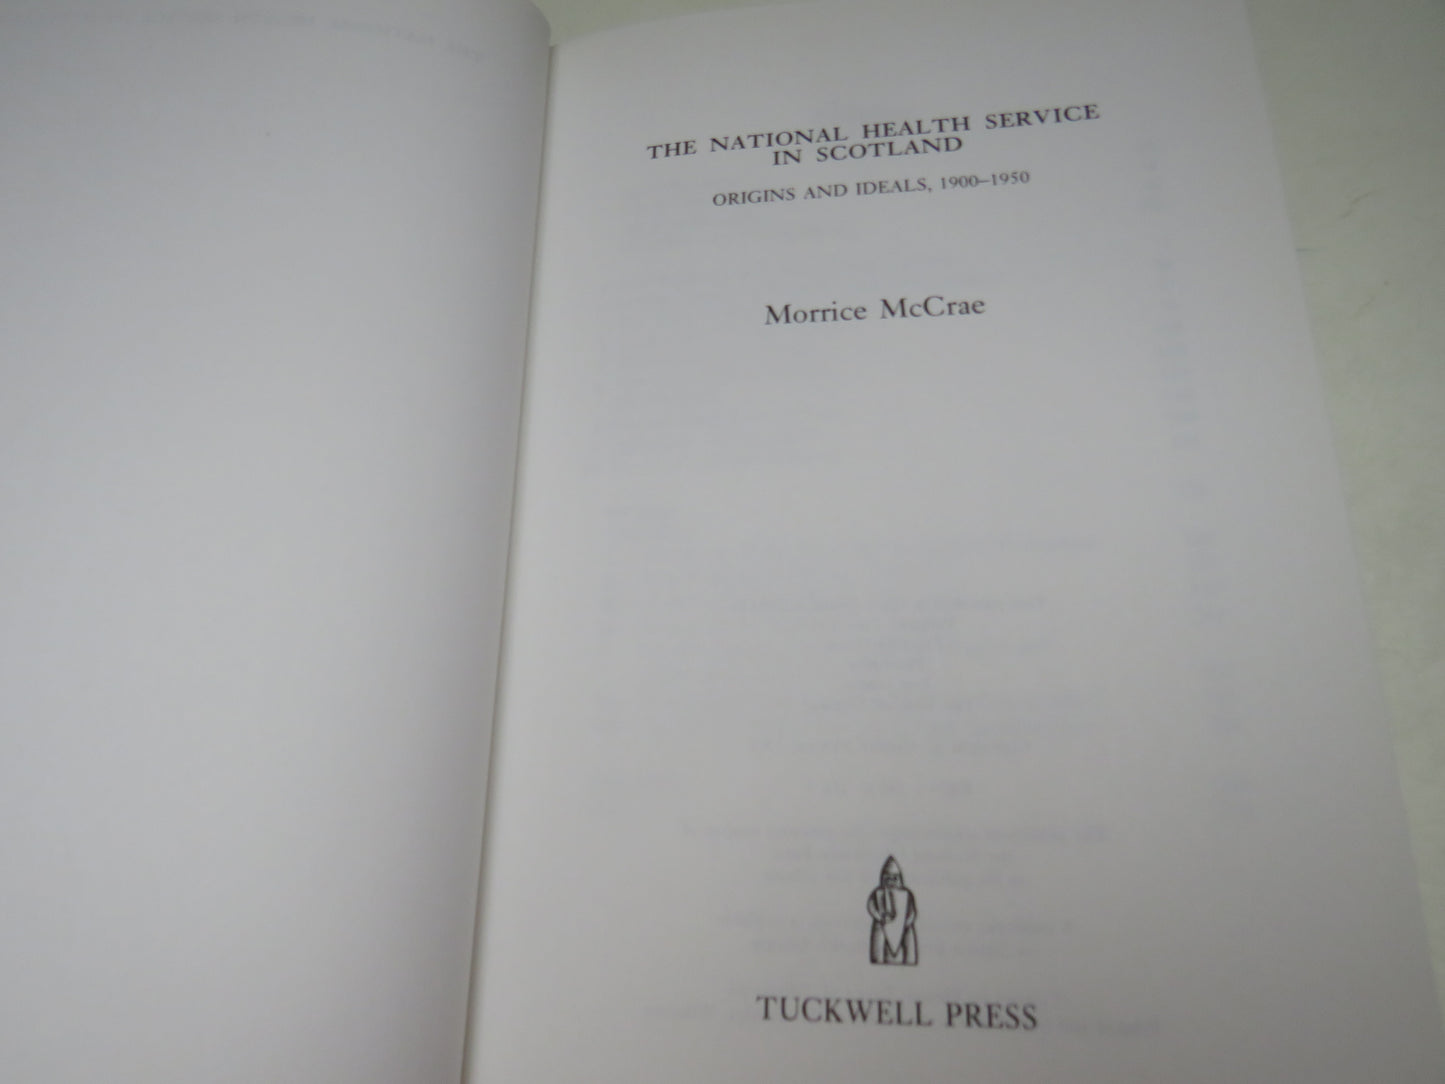 THE NATIONAL HEALTH SERVICE
IN SCOTLAND
ORIGINS AND IDEALS, 1900–1950
Morrice McCrae
TUCKWELL PRESS